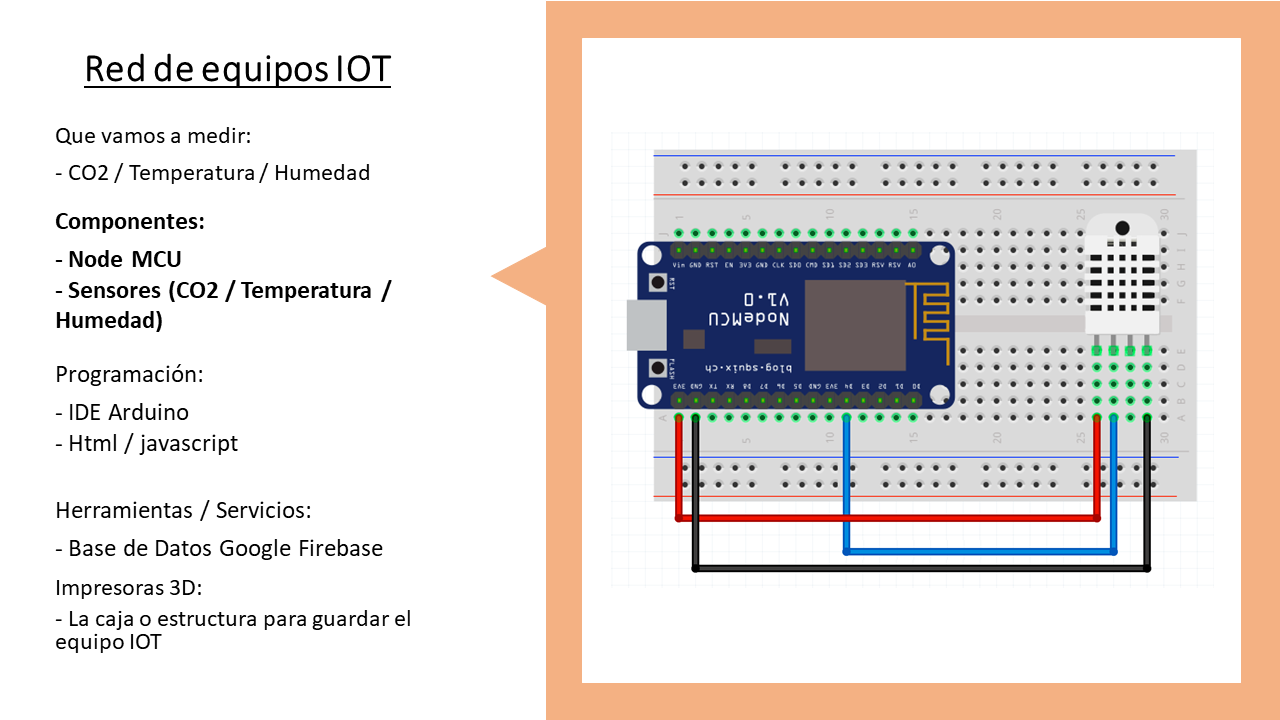 Red de equipos IOT
Que vamos a medir:
- CO2 / Temperatura / Humedad
Componentes:
- Node MCU
- Sensores (CO2 / Temperatura /
Humedad)
Programación:
- IDE Arduino
- Html / javascript
Herramientas / Servicios:
- Base de Datos Google Firebase
Impresoras 3D:
- La caja o estructura para guardar el
equipo IOT
1 5 10 15 20 25 30
J I H G F
Vin GND RST EN 3V3 GND CLK SD0 CMD SD1 SD2 SD3 RSV RSV A0
RST
NodeMCU
V1.0
blog.squix.ch
FLASH
3V3 GND TX RX D8 D7 D6 D5 GND 3V3 D4 D3 D2 D1 D0
E D C B A
A
5 10 15 20 25 30